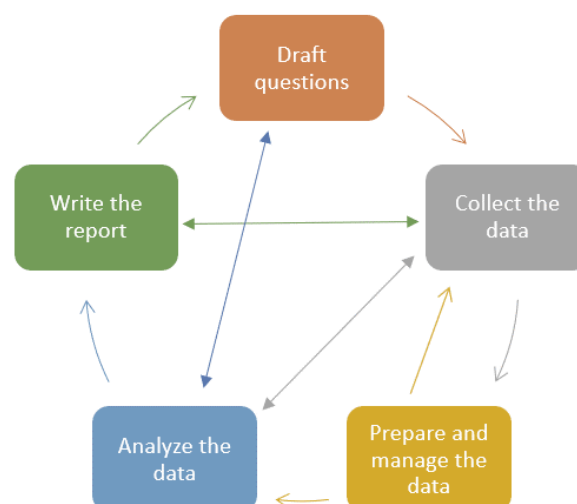 Draft
questions
Write the
report
Collect the
data
Analyze the
data
Prepare and
manage the
data